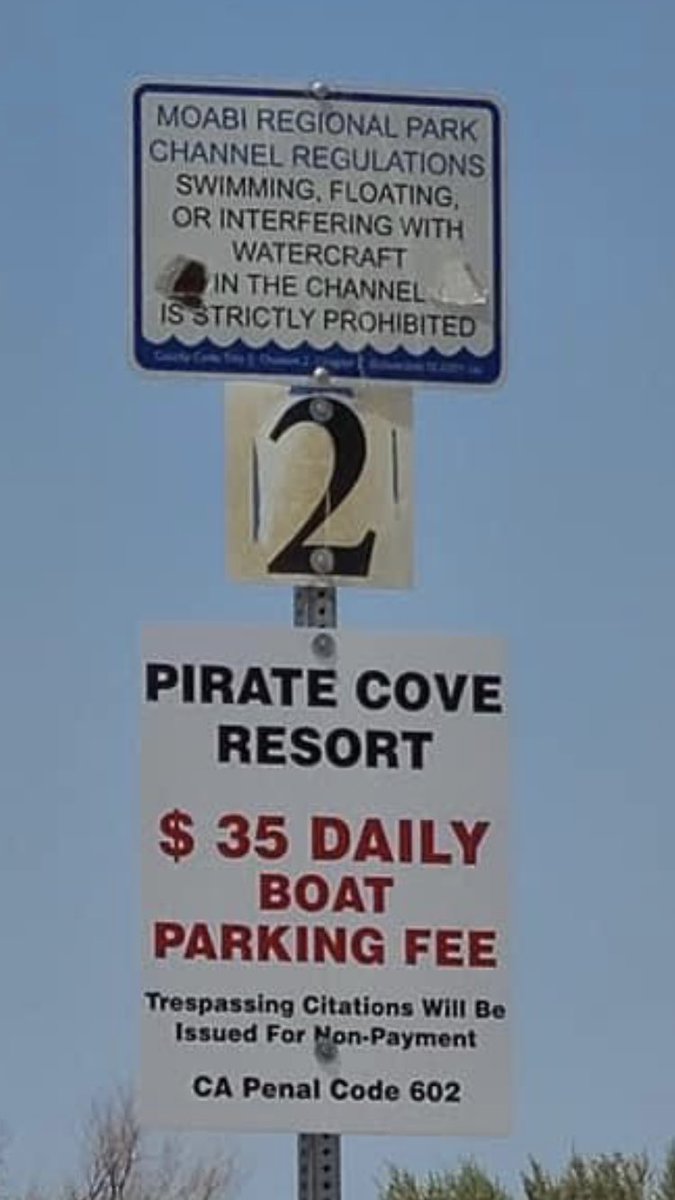 MOABI REGIONAL PARK
CHANNEL REGULATIONS
SWIMMING, FLOATING,
OR INTERFERING WITH
WATERCRAFT
IN THE CHANNEL
IS STRICTLY PROHIBITED
2
PIRATE COVE
RESORT
$ 35 DAILY
BOAT
PARKING FEE
Trespassing Citations Will Be
Issued For Non-Payment
CA Penal Code 602